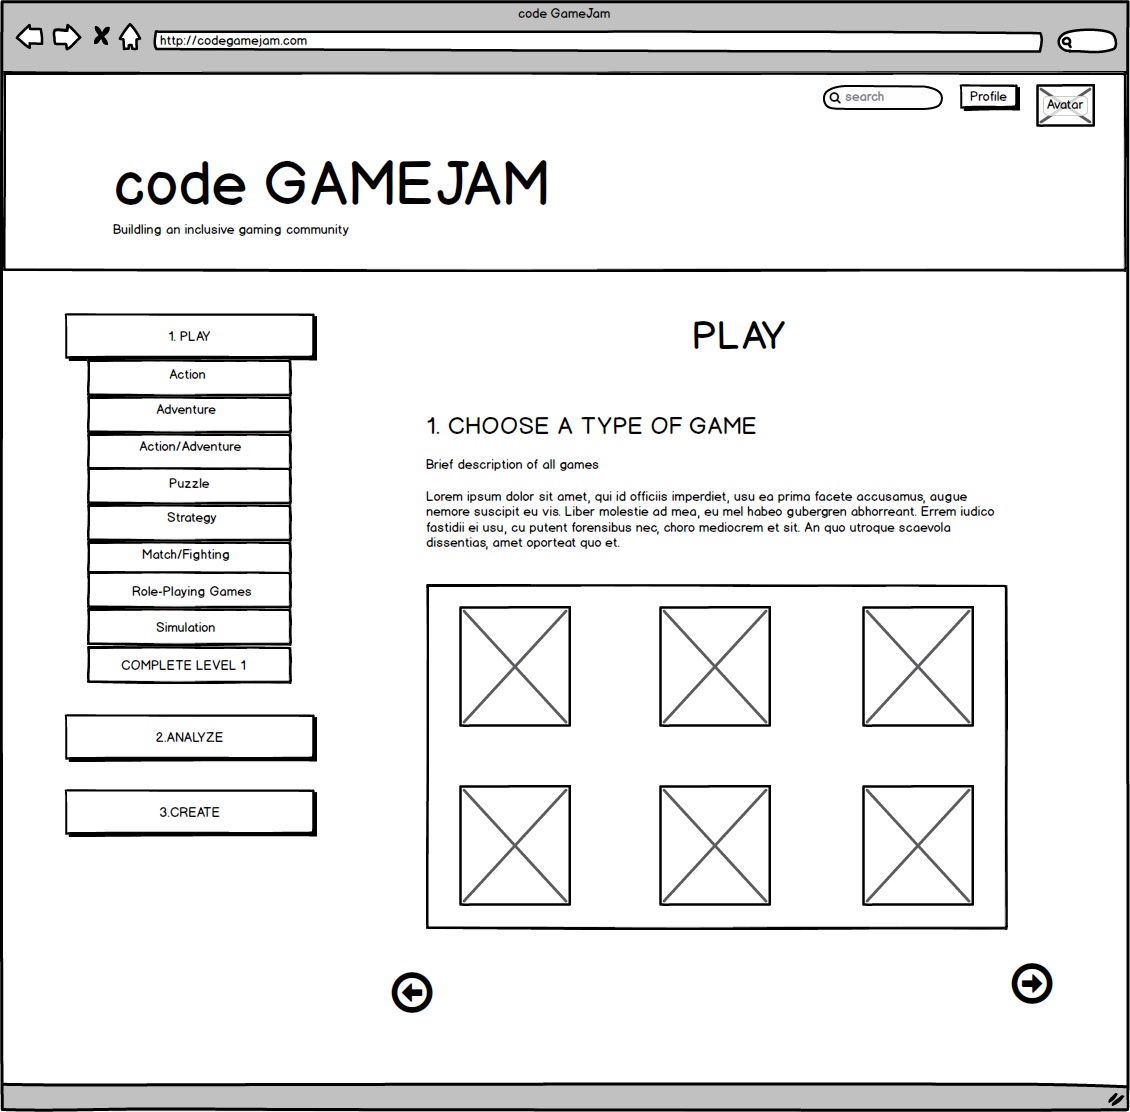 code GameJam
http://codegamejam.com
search
Profile
Avatar
code GAMEJAM
Buildling an inclusive gaming community
1. PLAY
Action
Adventure
Action/Adventure
Puzzle
Strategy
Match/Fighting
Role-Playing Games
Simulation
COMPLETE LEVEL 1
2.ANALYZE
3.CREATE
PLAY
1. CHOOSE A TYPE OF GAME
Brief description of all games
Lorem ipsum dolor sit amet, qui id officiis imperdiet, usu ea prima facete accusamus, augue
nemore suscipit eu vis. Liber molestie ad mea, eu mel habeo gubergren abhorreant. Errem iudico
fastidii ei usu, cu putent forensibus nec, choro mediocrem et sit. An quo utroque scaevola
dissentias, amet oporteat quo et.